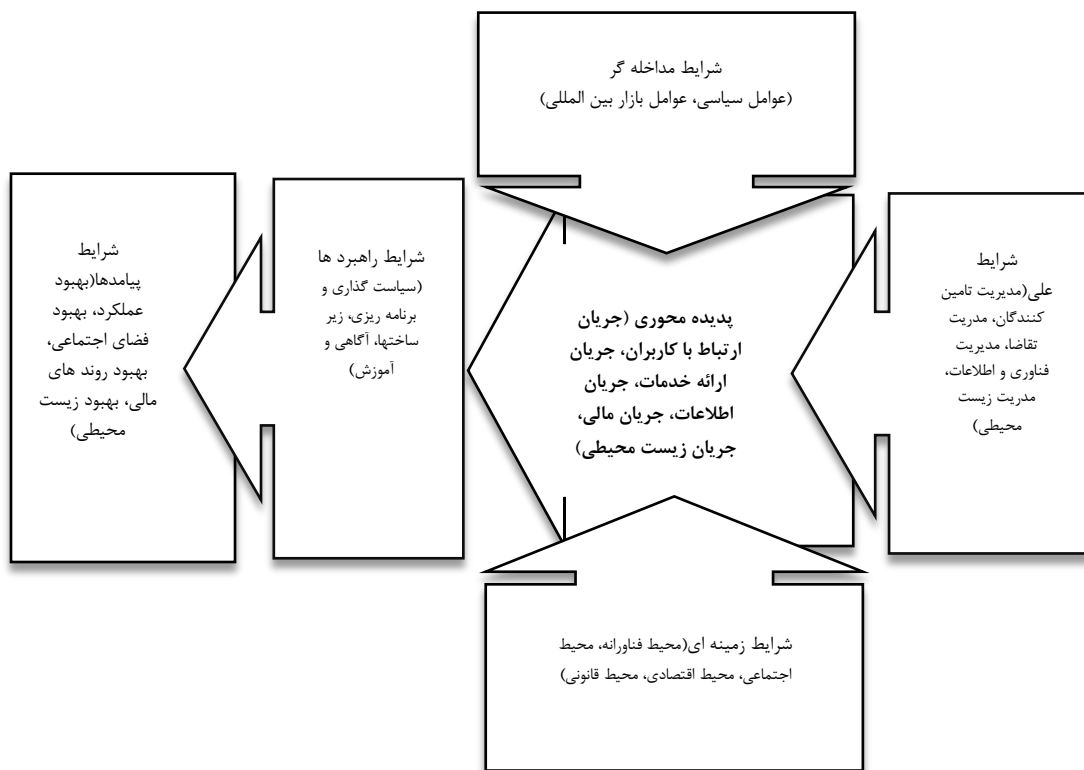 شرایط مداخله گر
(عوامل سیاسی، عوامل بازار بین المللی)
شرایط
علی(مدیریت تامین
کنندگان، مدریت
تقاضا، مدیریت
فناوری و اطلاعات،
مدریت زیست
محیطی)
پدیده محوری (جریان
ارتباط با کاربران، جریان
ارائه خدمات، جریان
اطلاعات، جریان مالی،
جریان زیست محیطی)
شرایط راهبرد ها
(سیاست گذاری و
برنامه ریزی، زیر
ساختها، آگاهی و
آموزش)
شرایط
پیامدها(بهبود
عملکرد، بهبود
فضای اجتماعی،
بهبود روند های
مالی، بهبود زیست
محیطی)
شرایط زمینه ای(محیط فناورانه، محیط
اجتماعی، محیط اقتصادی، محیط قانونی)